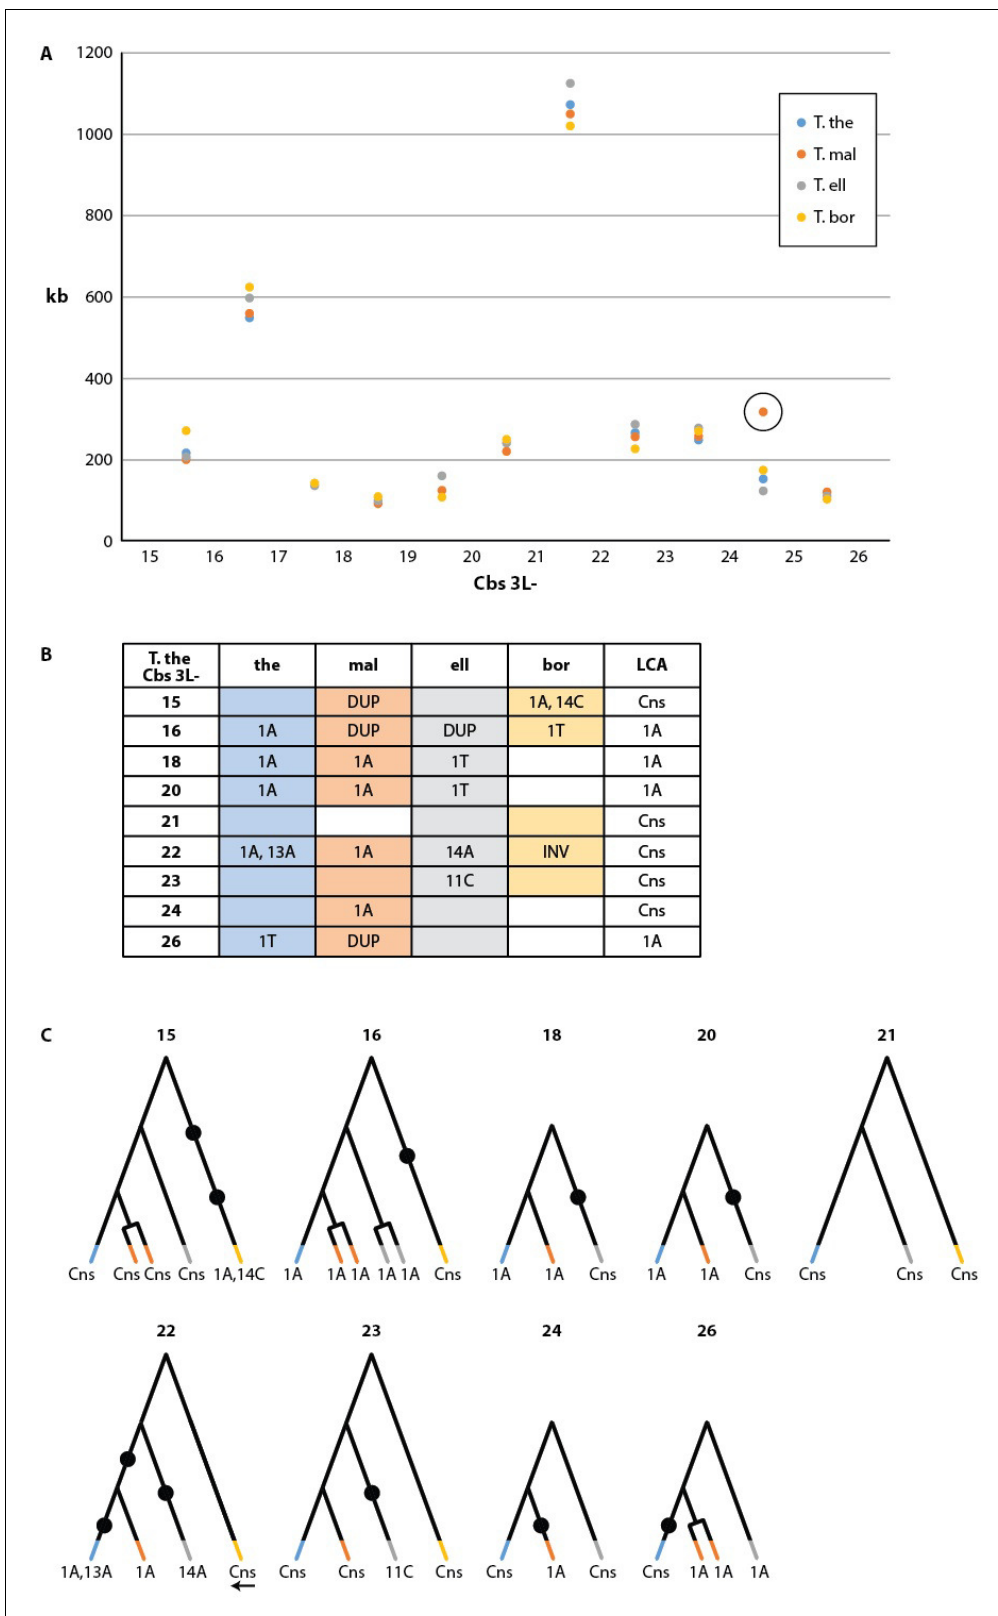 A
1200
1000
800
kb 600
400
200
0
T. the
T. mal
T. ell
T. bor
15 16 17 18 19 20 21 22 23 24 25 26
Cbs 3L-
B
T. the Cbs 3L- the mal ell bor LCA
15 DUP 1A, 14C Cns
16 1A DUP DUP 1T 1A
18 1A 1A 1T 1A
20 1A 1A 1T 1A
21 Cns
22 1A, 13A 1A 14A INV Cns
23 11C Cns
24 1A Cns
26 1T DUP 1A
C
15 16 18 20 21
Cns Cns Cns Cns 1A,14C 1A 1A 1A 1A 1A Cns 1A 1A Cns 1A 1A Cns Cns Cns Cns
22 23 24 26
1A,13A 1A 14A Cns Cns Cns 11C Cns Cns 1A Cns Cns 1A 1A 1A